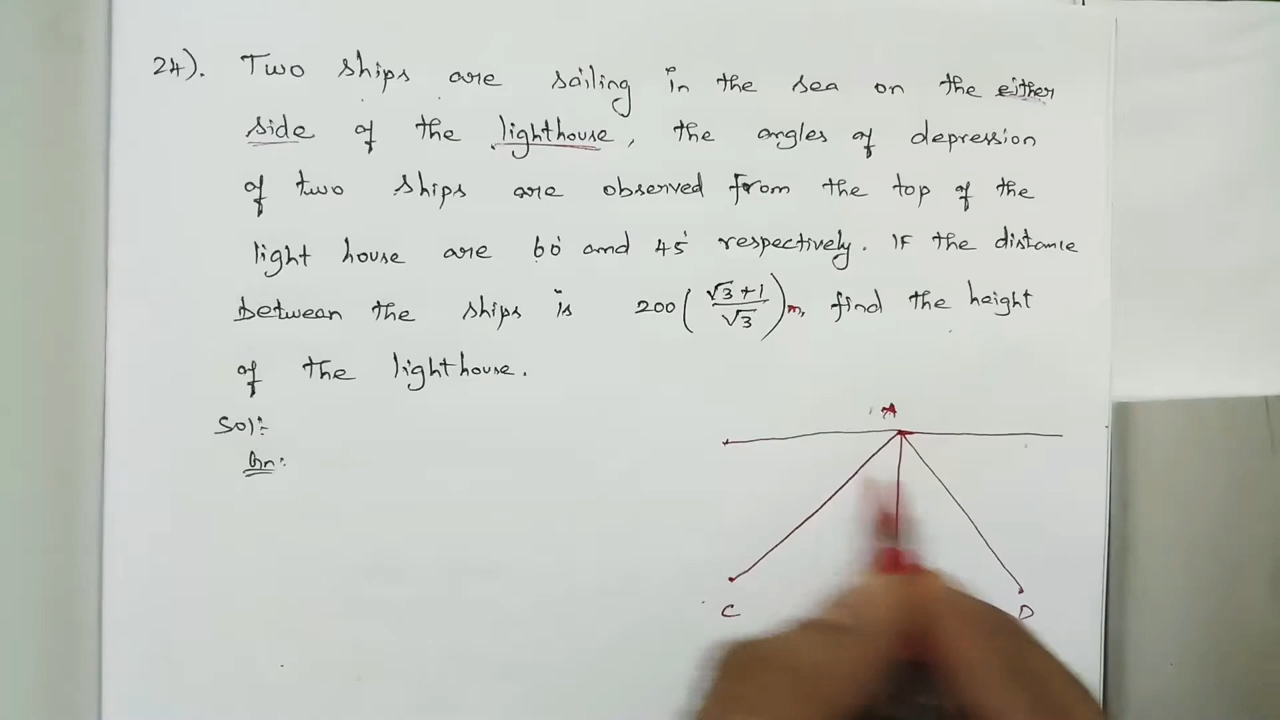 24). Two ships are sailing in the sea on the either
side of the lighthouse, the angles of depression
of two ships are observed from the top of the
light house are 60° and 45° respectively. If the distance
between the ships is 200 (√3+1/√3) m, find the height
of the lighthouse.
Sol:
Gn:
A
C D